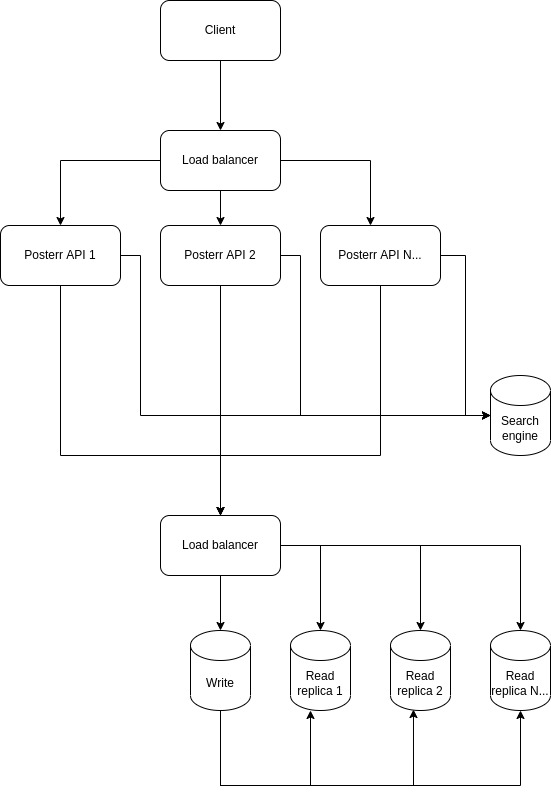 Client
Load balancer
Posterr API 1
Posterr API 2
Posterr API N...
Search
engine
Load balancer
Write
Read
replica 1
Read
replica 2
Read
replica N...